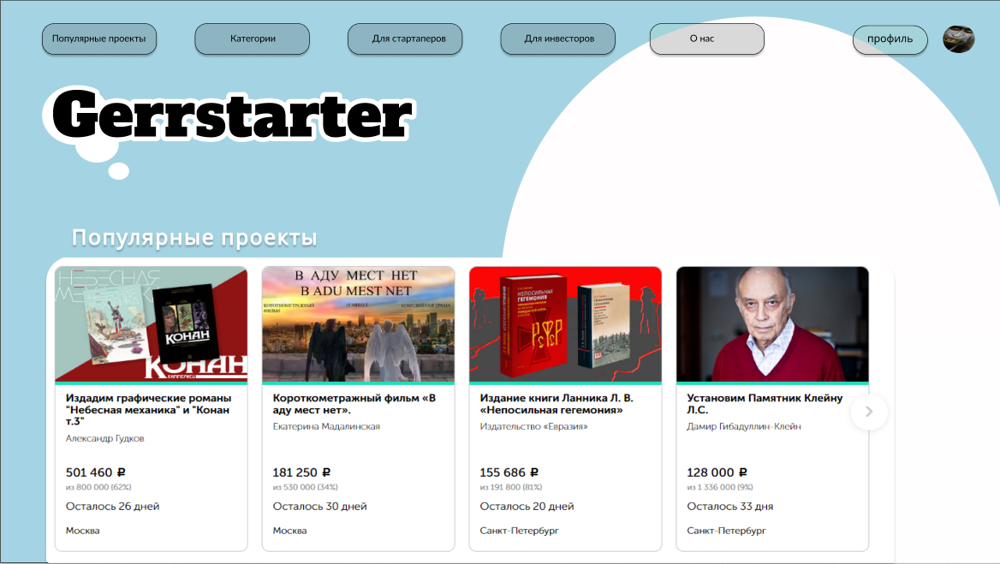 Популярные проекты
Категории
Для стартаперов
Для инвесторов
О нас
профиль
Gerrstarter
Популярные проекты
НЕБЕСНАЯ
КОНАН
КОНАН
КИММЕРИЕЦ
Издадим графические романы
"Небесная механика" и "Конан
т.3"
Александр Гудков
501 460 ₽
из 800 000 (62%)
Осталось 26 дней
Москва
В АДУ МЕСТ НЕТ
B ADU MEST NET
КОРОТКОМЕТРАЖНЫЙ
ФИЛЬМ
КОМЕДИЙНАЯ ДРАМА
Короткометражный фильм «В
аду мест нет».
Екатерина Мадалинская
181 250 ₽
из 530 000 (34%)
Осталось 30 дней
Москва
НЕПОСИЛЬНАЯ
ГЕГЕМОНИЯ
Издание книги Ланника Л. В.
«Непосильная гегемония»
Издательство «Евразия»
155 686 ₽
из 191 800 (81%)
Осталось 20 дней
Санкт-Петербург
Установим Памятник Клейну
Л.С.
Дамир Гибадуллин-Клейн
128 000 ₽
из 1 336 000 (9%)
Осталось 33 дня
Санкт-Петербург